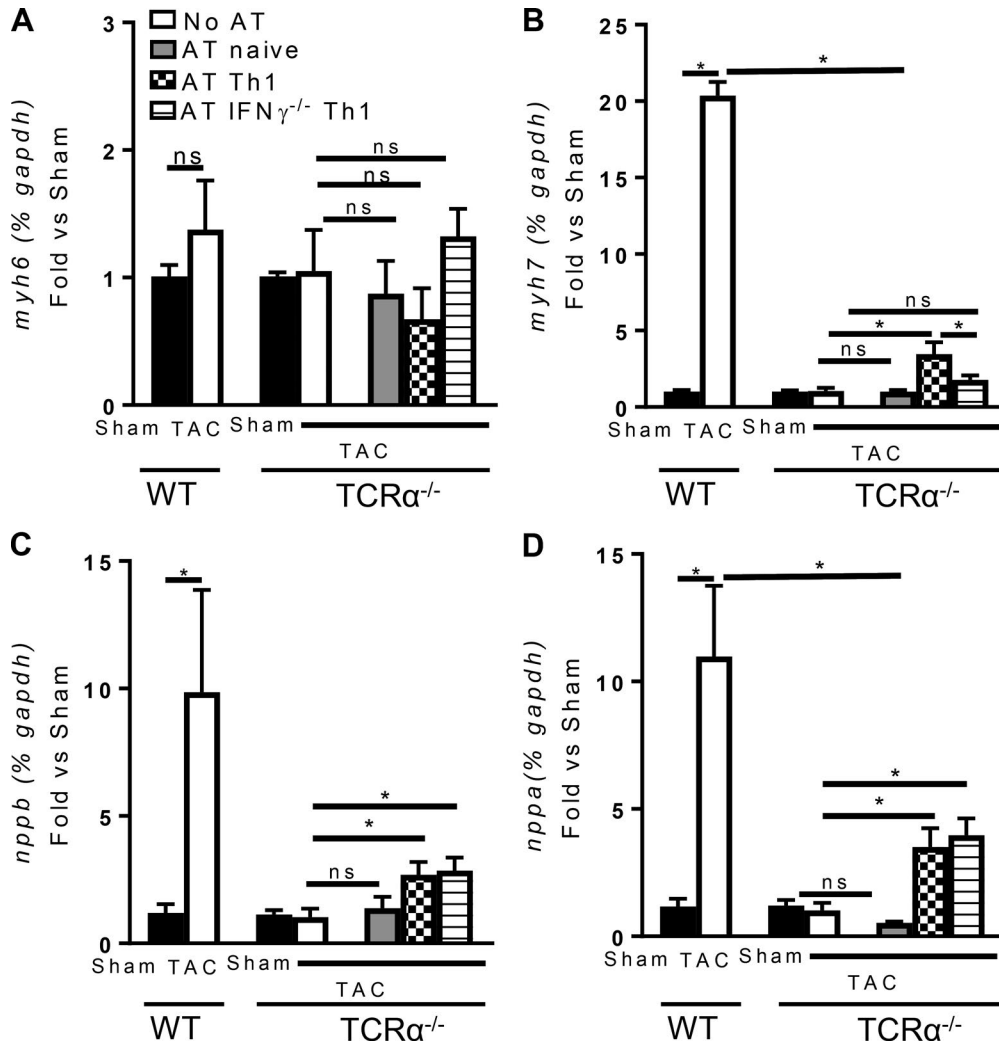 A
No AT
AT naive
AT Th1
AT IFNγ-/- Th1
myh6 (% gapdh)
Fold vs Sham
3
2
1
0
ns
ns
ns
ns
Sham TAC Sham
TAC
WT
TCRα-/-
B
myh7 (% gapdh)
Fold vs Sham
25
20
15
10
5
0
*
*
ns
*
*
ns
Sham TAC Sham
TAC
WT
TCRα-/-
C
nppb (% gapdh)
Fold vs Sham
15
10
5
0
*
*
*
ns
Sham TAC Sham
TAC
WT
TCRα-/-
D
nppa(% gapdh)
Fold vs Sham
15
10
5
0
*
*
*
*
ns
Sham TAC Sham
TAC
WT
TCRα-/-